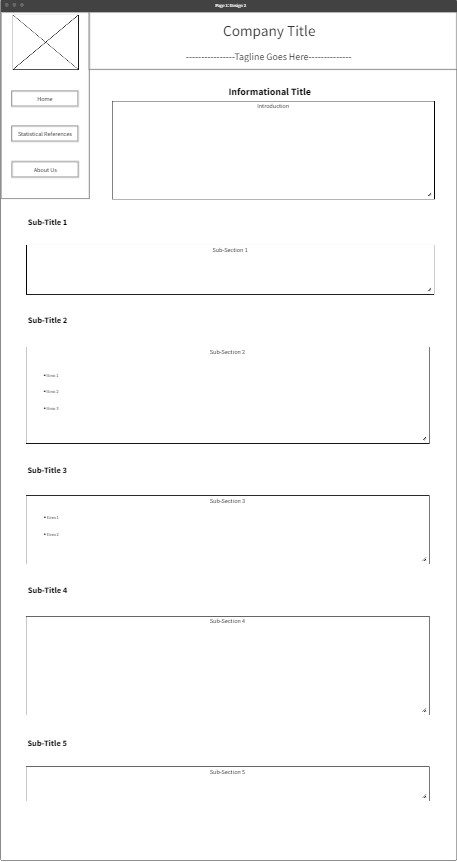 Page 1: Design 1
Company Title
----------------Tagline Goes Here--------------
Home
Statistical References
About Us
Informational Title
Introduction
Sub-Title 1
Sub-Section 1
Sub-Title 2
Sub-Section 2
• Item 1
• Item 2
• Item 3
Sub-Title 3
Sub-Section 3
• Item 1
• Item 2
Sub-Title 4
Sub-Section 4
Sub-Title 5
Sub-Section 5